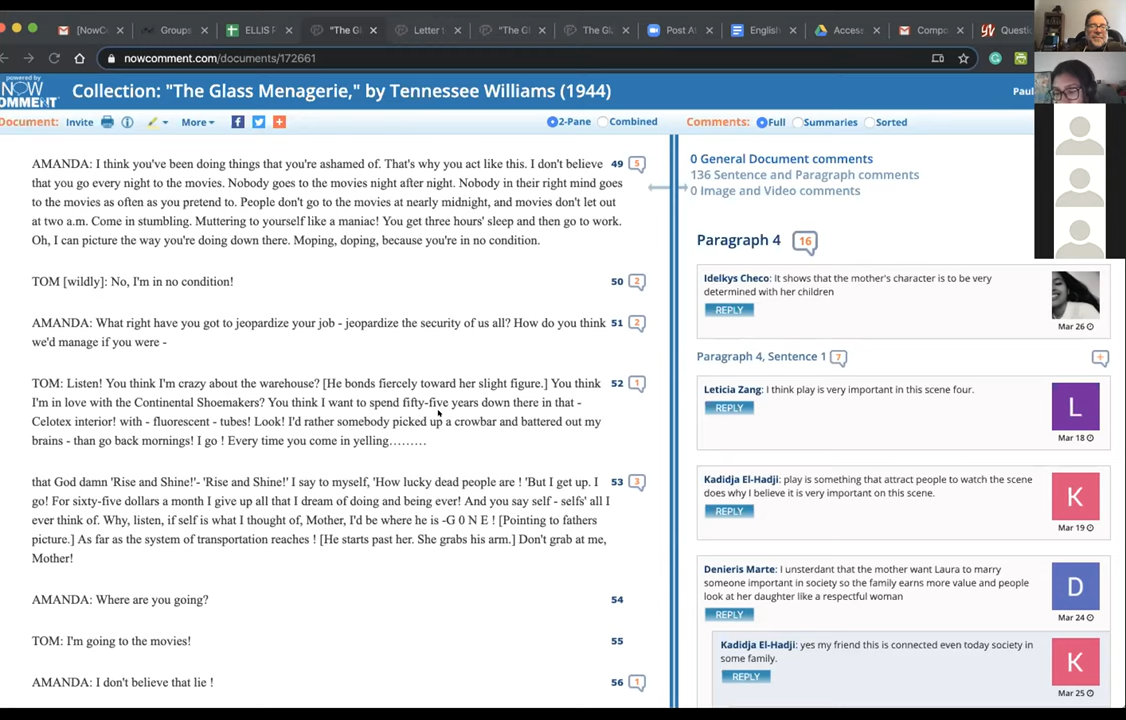 [NowC
Groups
ELLIS F
"The Gl
Letter
"The Gl
The Gla
Post At
English
Access
Compo
Questi
nowcomment.com/documents/172661
powered by
NOW
OMMENT
Collection: "The Glass Menagerie," by Tennessee Williams (1944)
Paul
Document: Invite More
2-Pane Combined
Comments: Full Summaries Sorted
AMANDA: I think you've been doing things that you're ashamed of. That's why you act like this. I don't believe 49 5
that you go every night to the movies. Nobody goes to the movies night after night. Nobody in their right mind goes
to the movies as often as you pretend to. People don't go to the movies at nearly midnight, and movies don't let out
at two a.m. Come in stumbling. Muttering to yourself like a maniac! You get three hours' sleep and then go to work.
Oh, I can picture the way you're doing down there. Moping, doping, because you're in no condition.
TOM [wildly]: No, I'm in no condition! 50 2
AMANDA: What right have you got to jeopardize your job - jeopardize the security of us all? How do you think 51 2
we'd manage if you were -
TOM: Listen! You think I'm crazy about the warehouse? [He bonds fiercely toward her slight figure.] You think 52 1
I'm in love with the Continental Shoemakers? You think I want to spend fifty-five years down there in that -
Celotex interior! with - fluorescent - tubes! Look! I'd rather somebody picked up a crowbar and battered out my
brains - than go back mornings! I go ! Every time you come in yelling.........
that God damn 'Rise and Shine!'- 'Rise and Shine!' I say to myself, 'How lucky dead people are ! 'But I get up. I 53 3
go! For sixty-five dollars a month I give up all that I dream of doing and being ever! And you say self - selfs' all I
ever think of. Why, listen, if self is what I thought of, Mother, I'd be where he is -G 0 N E ! [Pointing to fathers
picture.] As far as the system of transportation reaches ! [He starts past her. She grabs his arm.] Don't grab at me,
Mother!
AMANDA: Where are you going? 54
TOM: I'm going to the movies! 55
AMANDA: I don't believe that lie ! 56 1
0 General Document comments
136 Sentence and Paragraph comments
0 Image and Video comments
Paragraph 4 16
Idelkys Checo: It shows that the mother's character is to be very
determined with her children
REPLY
Mar 26
Paragraph 4, Sentence 1 7
Leticia Zang: I think play is very important in this scene four.
REPLY
L
Mar 18
Kadidja El-Hadji: play is something that attract people to watch the scene
does why I believe it is very important on this scene.
REPLY
K
Mar 19
Denieris Marte: I unsterdant that the mother want Laura to marry
someone important in society so the family earns more value and people
look at her daughter like a respectful woman
REPLY
D
Mar 24
Kadidja El-Hadji: yes my friend this is connected even today society in
some family.
REPLY
K
Mar 25